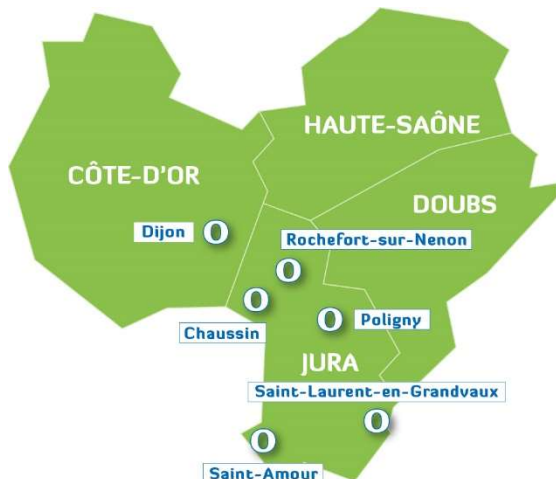 HAUTE-SAÔNE
CÔTE-D'OR
DOUBS
Dijon
O
Rochefort-sur-Nenon
O
O
O
Poligny
Chaussin
JURA
Saint-Laurent-en-Grandvaux
O
O
Saint-Amour